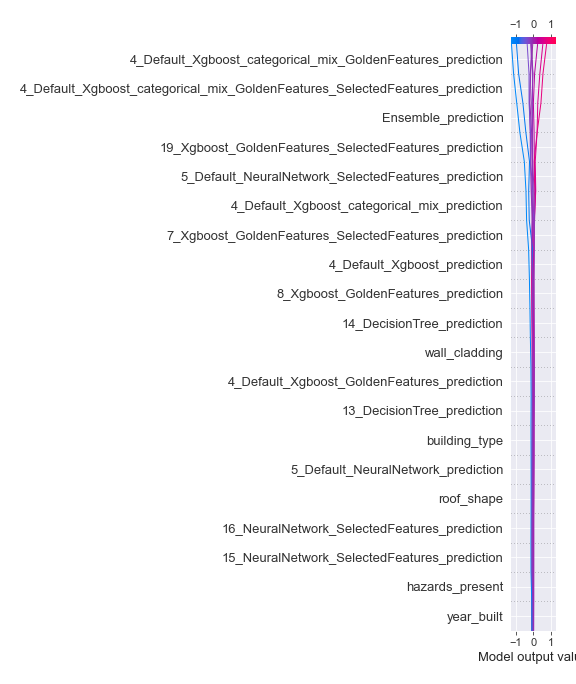 −1 0 1
4_Default_Xgboost_categorical_mix_GoldenFeatures_prediction
4_Default_Xgboost_categorical_mix_GoldenFeatures_SelectedFeatures_prediction
Ensemble_prediction
19_Xgboost_GoldenFeatures_SelectedFeatures_prediction
5_Default_NeuralNetwork_SelectedFeatures_prediction
4_Default_Xgboost_categorical_mix_prediction
7_Xgboost_GoldenFeatures_SelectedFeatures_prediction
4_Default_Xgboost_prediction
8_Xgboost_GoldenFeatures_prediction
14_DecisionTree_prediction
wall_cladding
4_Default_Xgboost_GoldenFeatures_prediction
13_DecisionTree_prediction
building_type
5_Default_NeuralNetwork_prediction
roof_shape
16_NeuralNetwork_SelectedFeatures_prediction
15_NeuralNetwork_SelectedFeatures_prediction
hazards_present
year_built
−1 0 1
Model output valu